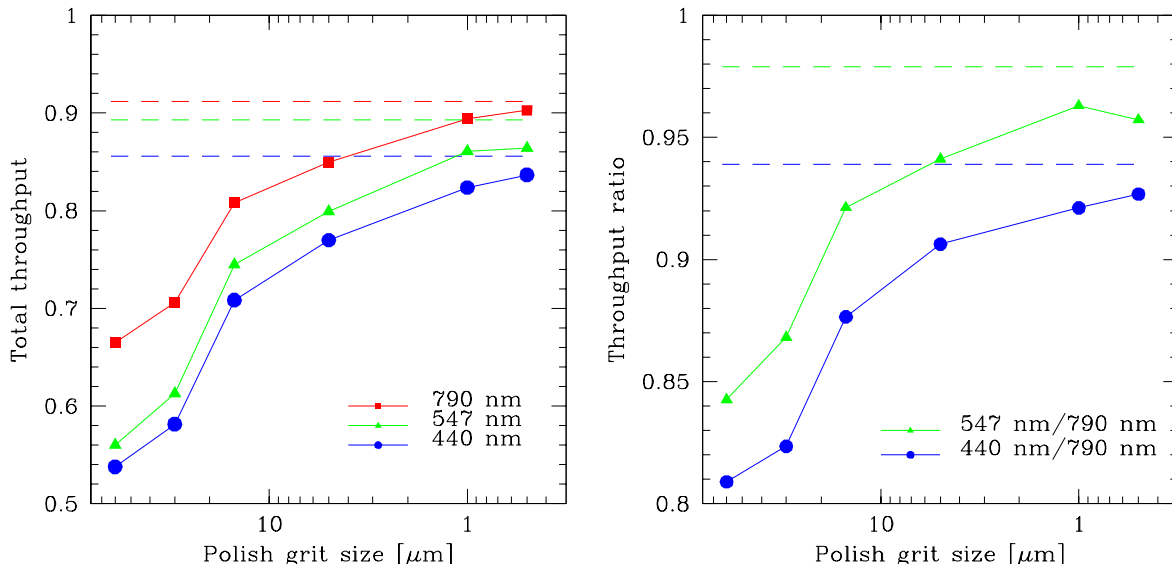 1
0.9
0.8
0.7
0.6
0.5
Total throughput
790 nm
547 nm
440 nm
10
1
Polish grit size [μm]
1
0.95
0.9
0.85
0.8
Throughput ratio
547 nm/790 nm
440 nm/790 nm
10
1
Polish grit size [μm]